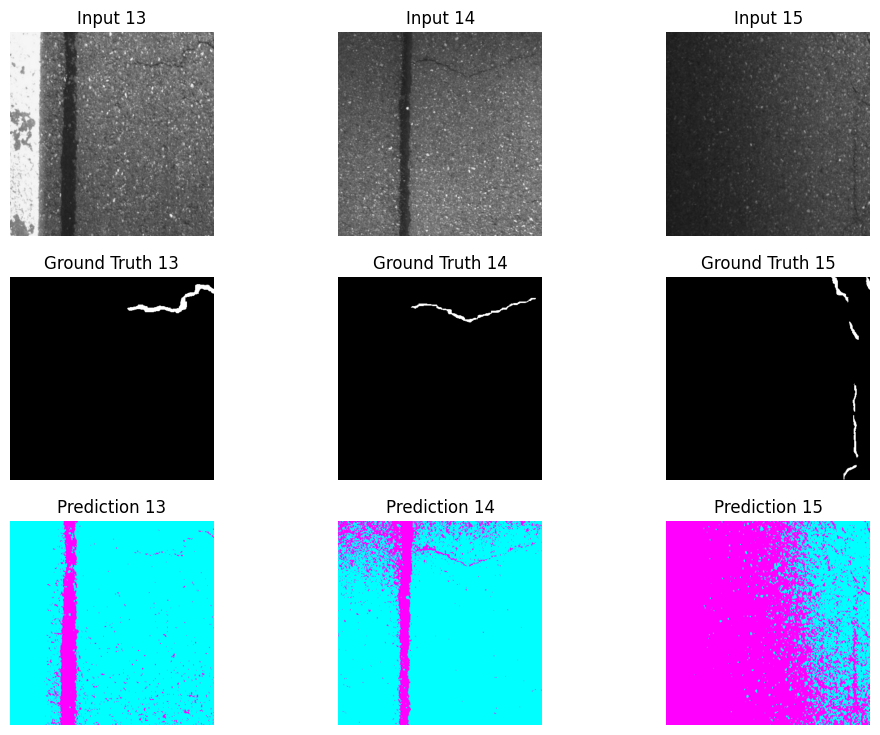 Input 13
Input 14
Input 15
Ground Truth 13
Ground Truth 14
Ground Truth 15
Prediction 13
Prediction 14
Prediction 15